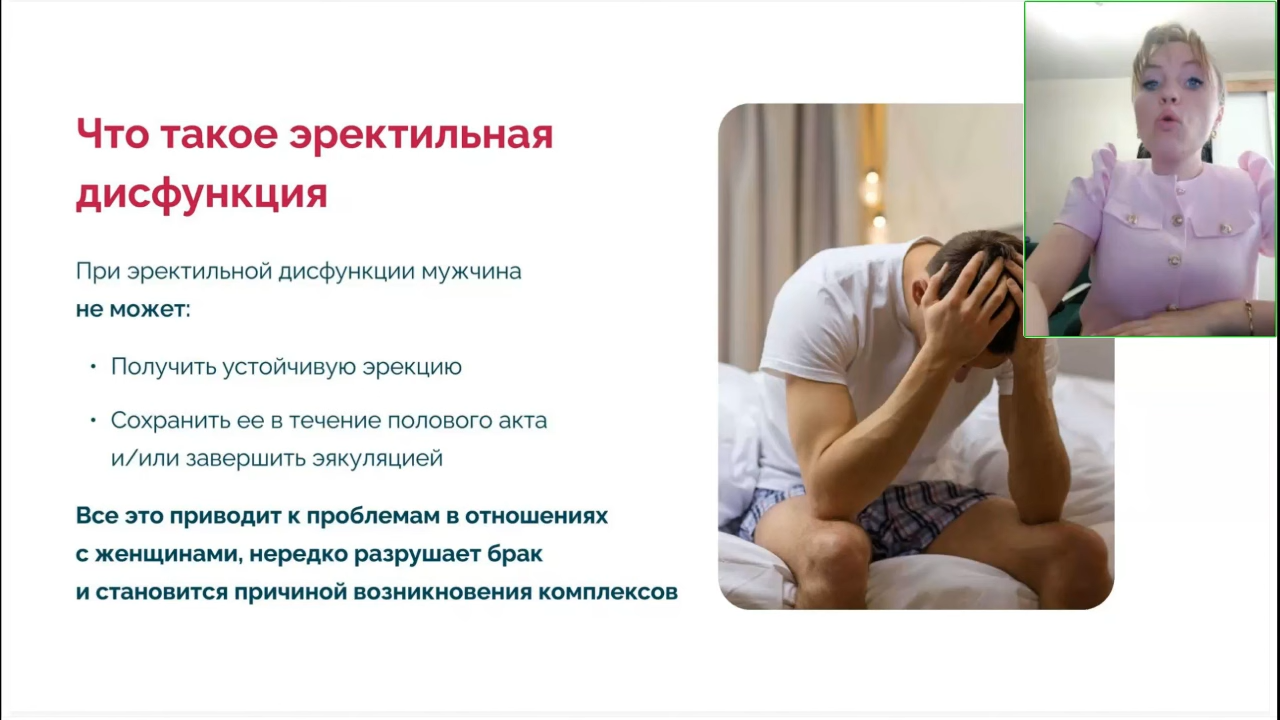 Что такое эректильная
дисфункция
При эректильной дисфункции мужчина
не может:
• Получить устойчивую эрекцию
• Сохранить ее в течение полового акта
и/или завершить эякуляцией
Все это приводит к проблемам в отношениях
с женщинами, нередко разрушает брак
и становится причиной возникновения комплексов